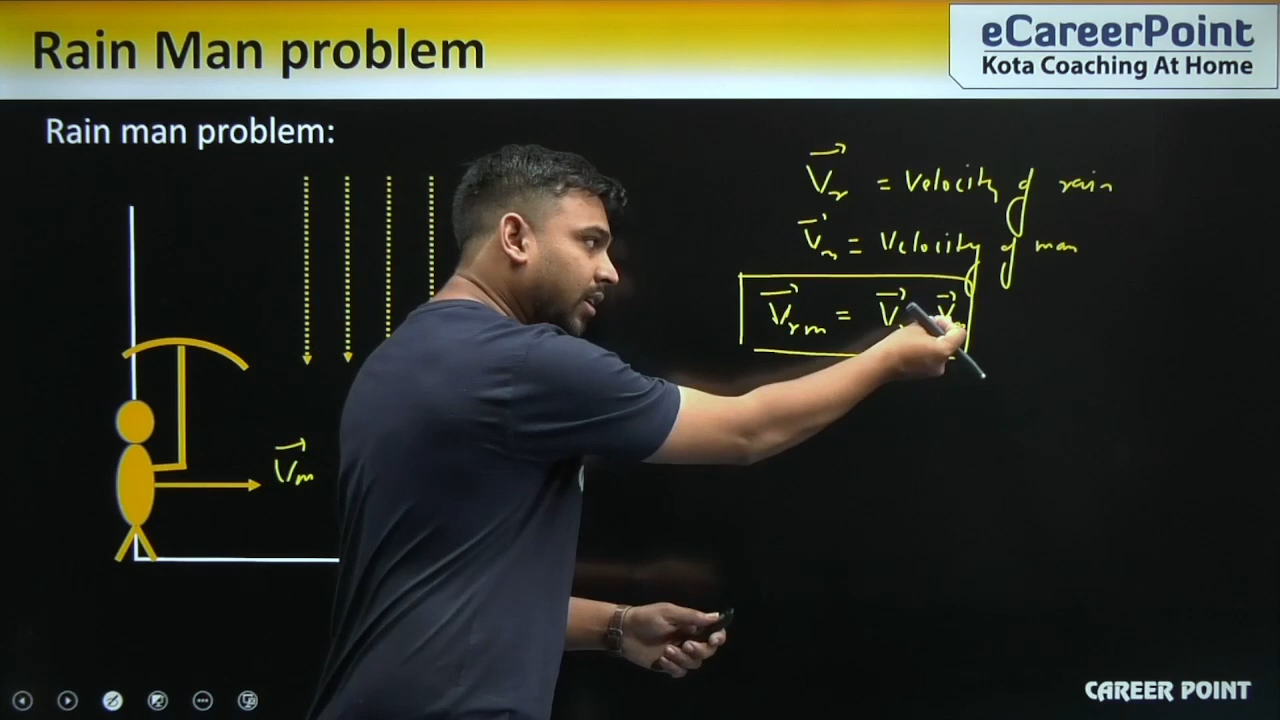 Rain Man problem
eCareerPoint
Kota Coaching At Home
Rain man problem:
V⃗r = Velocity of rain
V⃗m = Velocity of man
V⃗rm =
V⃗m
CAREER POINT